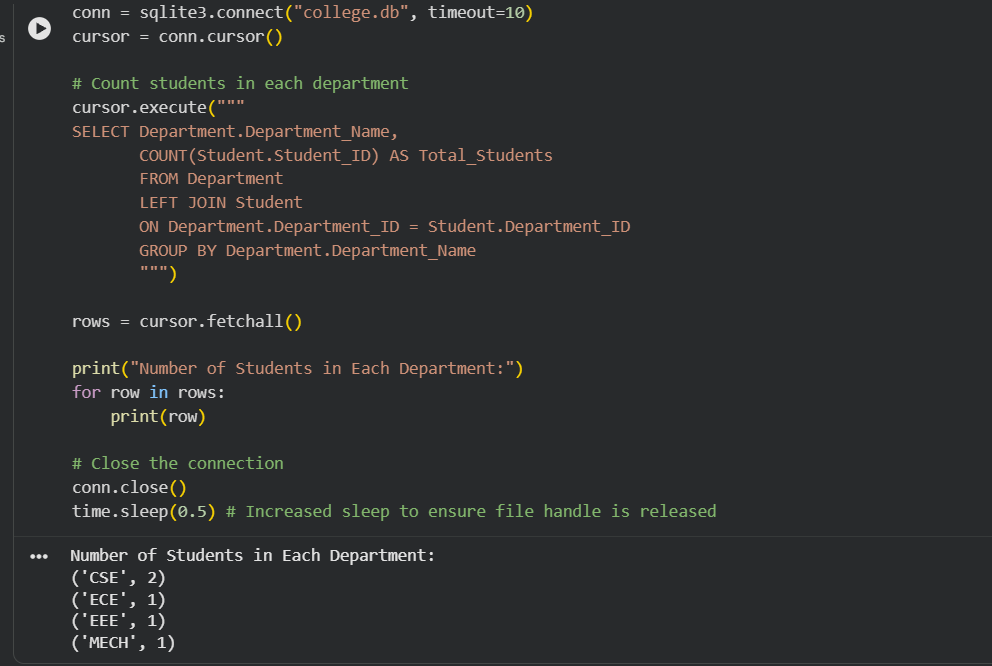 conn = sqlite3.connect("college.db", timeout=10)
s
cursor = conn.cursor()
# Count students in each department
cursor.execute("""
SELECT Department.Department_Name,
       COUNT(Student.Student_ID) AS Total_Students
       FROM Department
       LEFT JOIN Student
       ON Department.Department_ID = Student.Department_ID
       GROUP BY Department.Department_Name
       """)
rows = cursor.fetchall()
print("Number of Students in Each Department:")
for row in rows:
    print(row)
# Close the connection
conn.close()
time.sleep(0.5) # Increased sleep to ensure file handle is released
Number of Students in Each Department:
('CSE', 2)
('ECE', 1)
('EEE', 1)
('MECH', 1)